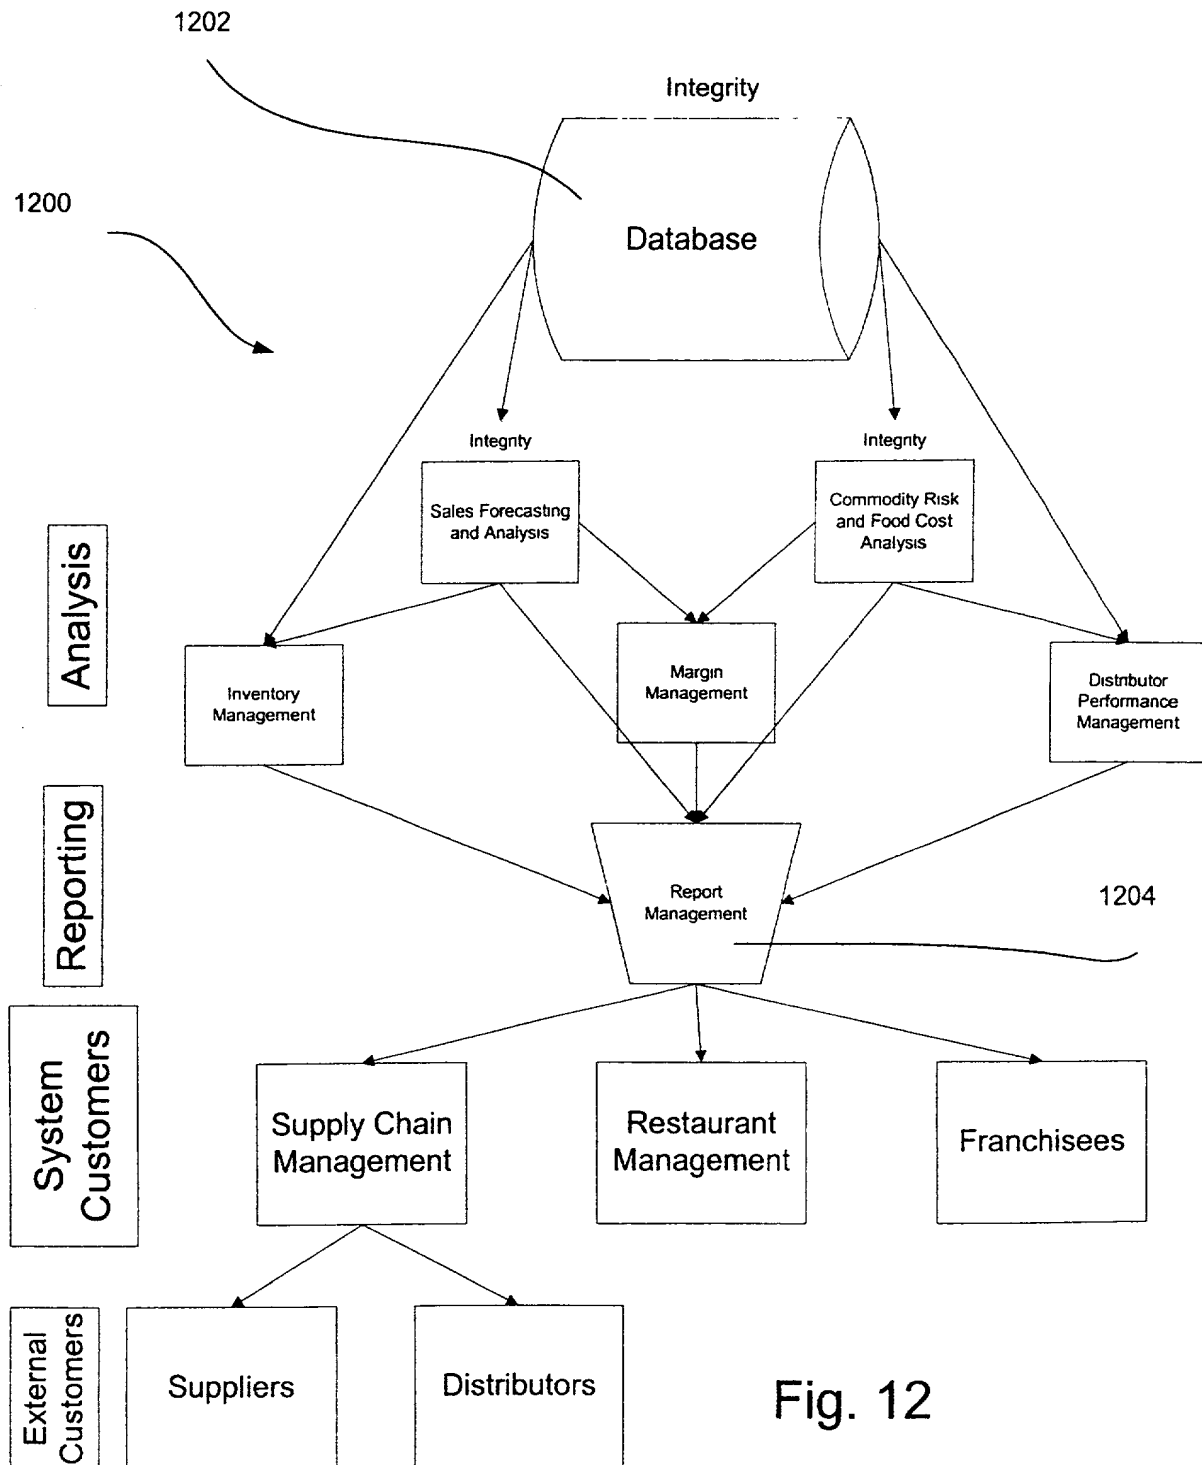 1202
Integrity
1200
Database
Integrity
Integrity
Sales Forecasting
and Analysis
Commodity Risk
and Food Cost
Analysis
Analysis
Inventory
Management
Margin
Management
Distributor
Performance
Management
Reporting
Report
Management
1204
System
Customers
Supply Chain
Management
Restaurant
Management
Franchisees
External
Customers
Suppliers
Distributors
Fig. 12